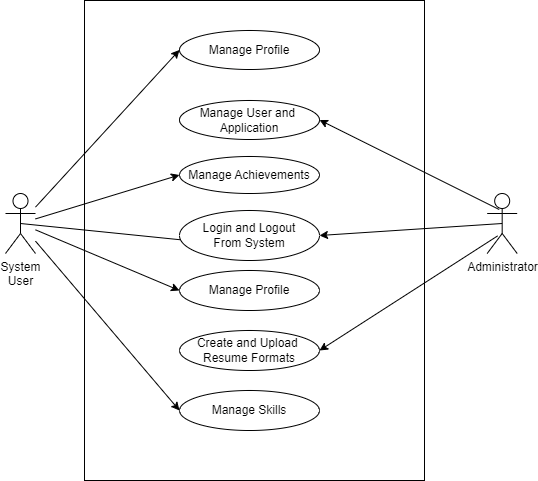 Manage Profile
Manage User and
Application
Manage Achievements
Login and Logout
From System
System
User
Administrator
Manage Profile
Create and Upload
Resume Formats
Manage Skills